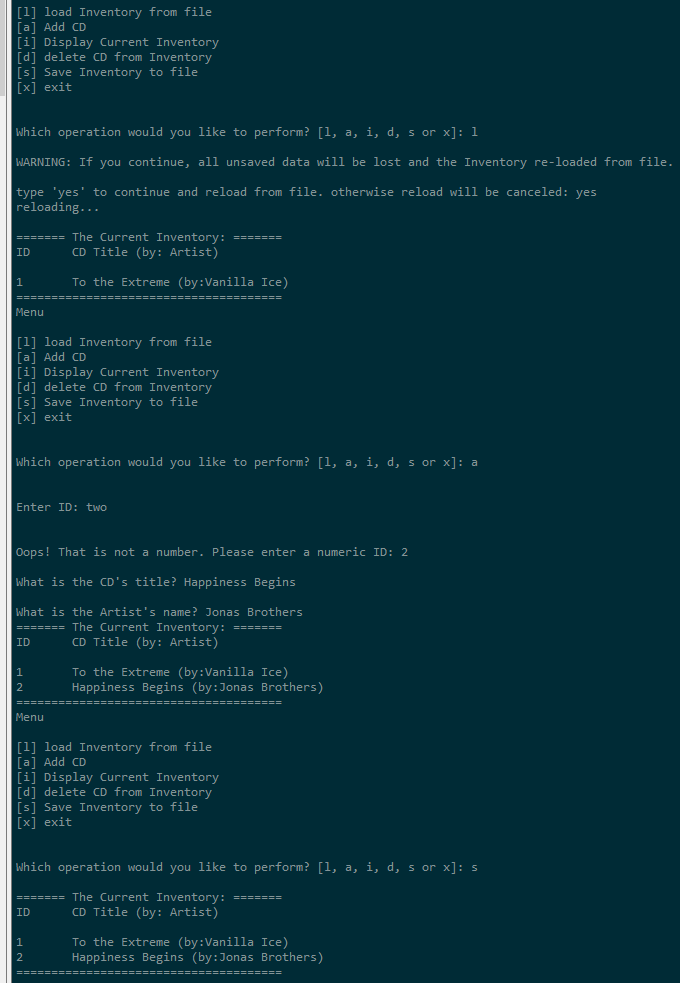 [l] load Inventory from file
[a] Add CD
[i] Display Current Inventory
[d] delete CD from Inventory
[s] Save Inventory to file
[x] exit
Which operation would you like to perform? [l, a, i, d, s or x]: l
WARNING: If you continue, all unsaved data will be lost and the Inventory re-loaded from file.
type 'yes' to continue and reload from file. otherwise reload will be canceled: yes
reloading...
======= The Current Inventory: =======
ID      CD Title (by: Artist)
1       To the Extreme (by:Vanilla Ice)
======================================
Menu
[l] load Inventory from file
[a] Add CD
[i] Display Current Inventory
[d] delete CD from Inventory
[s] Save Inventory to file
[x] exit
Which operation would you like to perform? [l, a, i, d, s or x]: a
Enter ID: two
Oops! That is not a number. Please enter a numeric ID: 2
What is the CD's title? Happiness Begins
What is the Artist's name? Jonas Brothers
======= The Current Inventory: =======
ID      CD Title (by: Artist)
1       To the Extreme (by:Vanilla Ice)
2       Happiness Begins (by:Jonas Brothers)
======================================
Menu
[l] load Inventory from file
[a] Add CD
[i] Display Current Inventory
[d] delete CD from Inventory
[s] Save Inventory to file
[x] exit
Which operation would you like to perform? [l, a, i, d, s or x]: s
======= The Current Inventory: =======
ID      CD Title (by: Artist)
1       To the Extreme (by:Vanilla Ice)
2       Happiness Begins (by:Jonas Brothers)
======================================